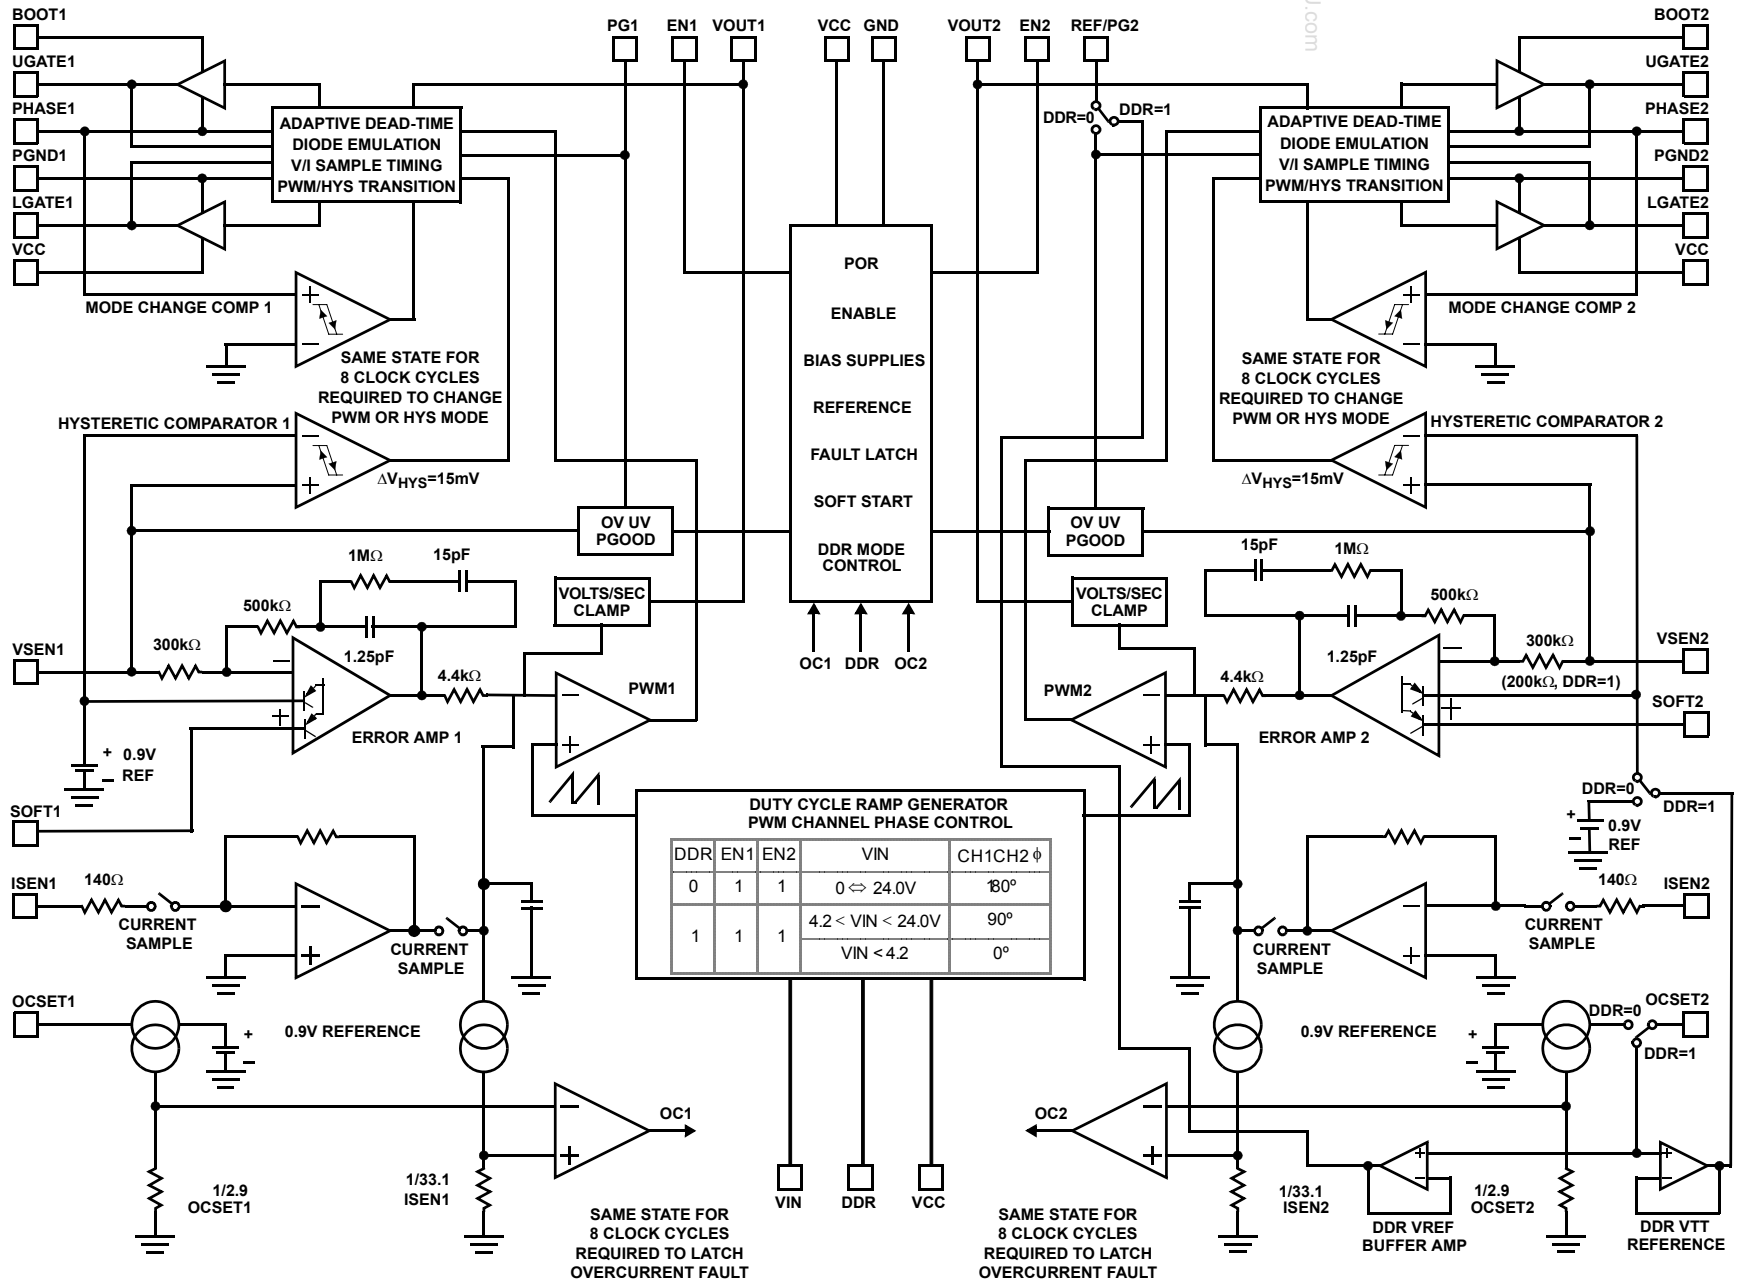 BOOT1
UGATE1
PHASE1
PGND1
LGATE1
VCC
PG1 EN1 VOUT1 VCC GND VOUT2 EN2 REF/PG2
BOOT2
UGATE2
PHASE2
PGND2
LGATE2
VCC
ADAPTIVE DEAD-TIME
DIODE EMULATION
V/I SAMPLE TIMING
PWM/HYS TRANSITION
DDR=0 DDR=1
ADAPTIVE DEAD-TIME
DIODE EMULATION
V/I SAMPLE TIMING
PWM/HYS TRANSITION
POR
ENABLE
BIAS SUPPLIES
REFERENCE
FAULT LATCH
SOFT START
DDR MODE
CONTROL
OC1 DDR OC2
MODE CHANGE COMP 1
+
−
SAME STATE FOR
8 CLOCK CYCLES
REQUIRED TO CHANGE
PWM OR HYS MODE
MODE CHANGE COMP 2
+
−
SAME STATE FOR
8 CLOCK CYCLES
REQUIRED TO CHANGE
PWM OR HYS MODE
HYSTERETIC COMPARATOR 1
−
+
ΔVHYS=15mV
HYSTERETIC COMPARATOR 2
−
+
ΔVHYS=15mV
OV UV
PGOOD
OV UV
PGOOD
VOLTS/SEC
CLAMP
VOLTS/SEC
CLAMP
1MΩ 15pF
500kΩ
300kΩ
1.25pF
4.4kΩ
VSEN1
−
+
ERROR AMP 1
+ 0.9V
− REF
SOFT1
PWM1
−
+
15pF 1MΩ
500kΩ
300kΩ
(200kΩ, DDR=1)
1.25pF
4.4kΩ
VSEN2
SOFT2
−
+
ERROR AMP 2
PWM2
−
+
DDR=0
DDR=1
+ 0.9V
− REF
DUTY CYCLE RAMP GENERATOR
PWM CHANNEL PHASE CONTROL
DDR EN1 EN2 VIN CH1CH2 ϕ
0 1 1 0 ⇔ 24.0V 180º
1 1 1 4.2 < VIN < 24.0V 90º
VIN < 4.2 0º
ISEN1
140Ω
CURRENT
SAMPLE
−
+
CURRENT
SAMPLE
ISEN2
140Ω
CURRENT
SAMPLE
−
+
CURRENT
SAMPLE
OCSET1
+
−
0.9V REFERENCE
0.9V REFERENCE
+
−
DDR=0
OCSET2
DDR=1
−
+
OC1
OC2
−
+
1/2.9
OCSET1
1/33.1
ISEN1
SAME STATE FOR
8 CLOCK CYCLES
REQUIRED TO LATCH
OVERCURRENT FAULT
VIN DDR VCC
SAME STATE FOR
8 CLOCK CYCLES
REQUIRED TO LATCH
OVERCURRENT FAULT
1/33.1
ISEN2
+
−
DDR VREF
BUFFER AMP
1/2.9
OCSET2
+
−
DDR VTT
REFERENCE
.com